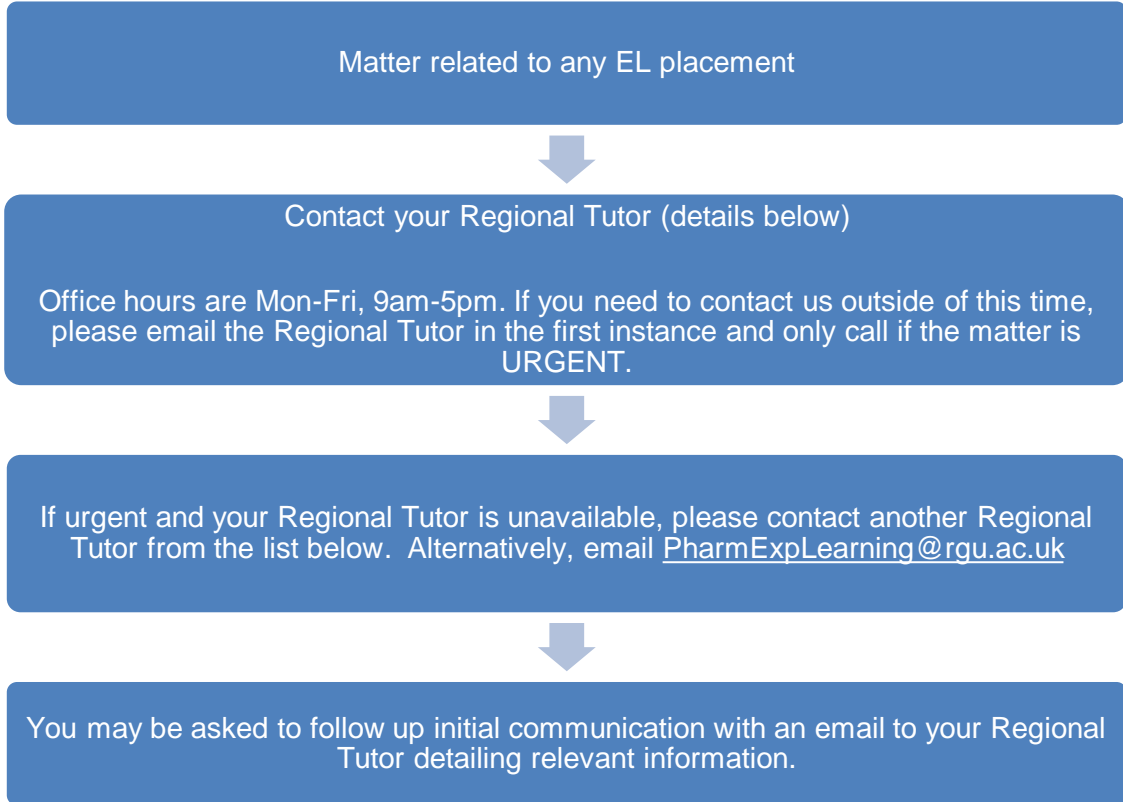 Matter related to any EL placement
Contact your Regional Tutor (details below)
Office hours are Mon-Fri, 9am-5pm. If you need to contact us outside of this time,
please email the Regional Tutor in the first instance and only call if the matter is
URGENT.
If urgent and your Regional Tutor is unavailable, please contact another Regional
Tutor from the list below.  Alternatively, email PharmExpLearning@rgu.ac.uk
You may be asked to follow up initial communication with an email to your Regional
Tutor detailing relevant information.